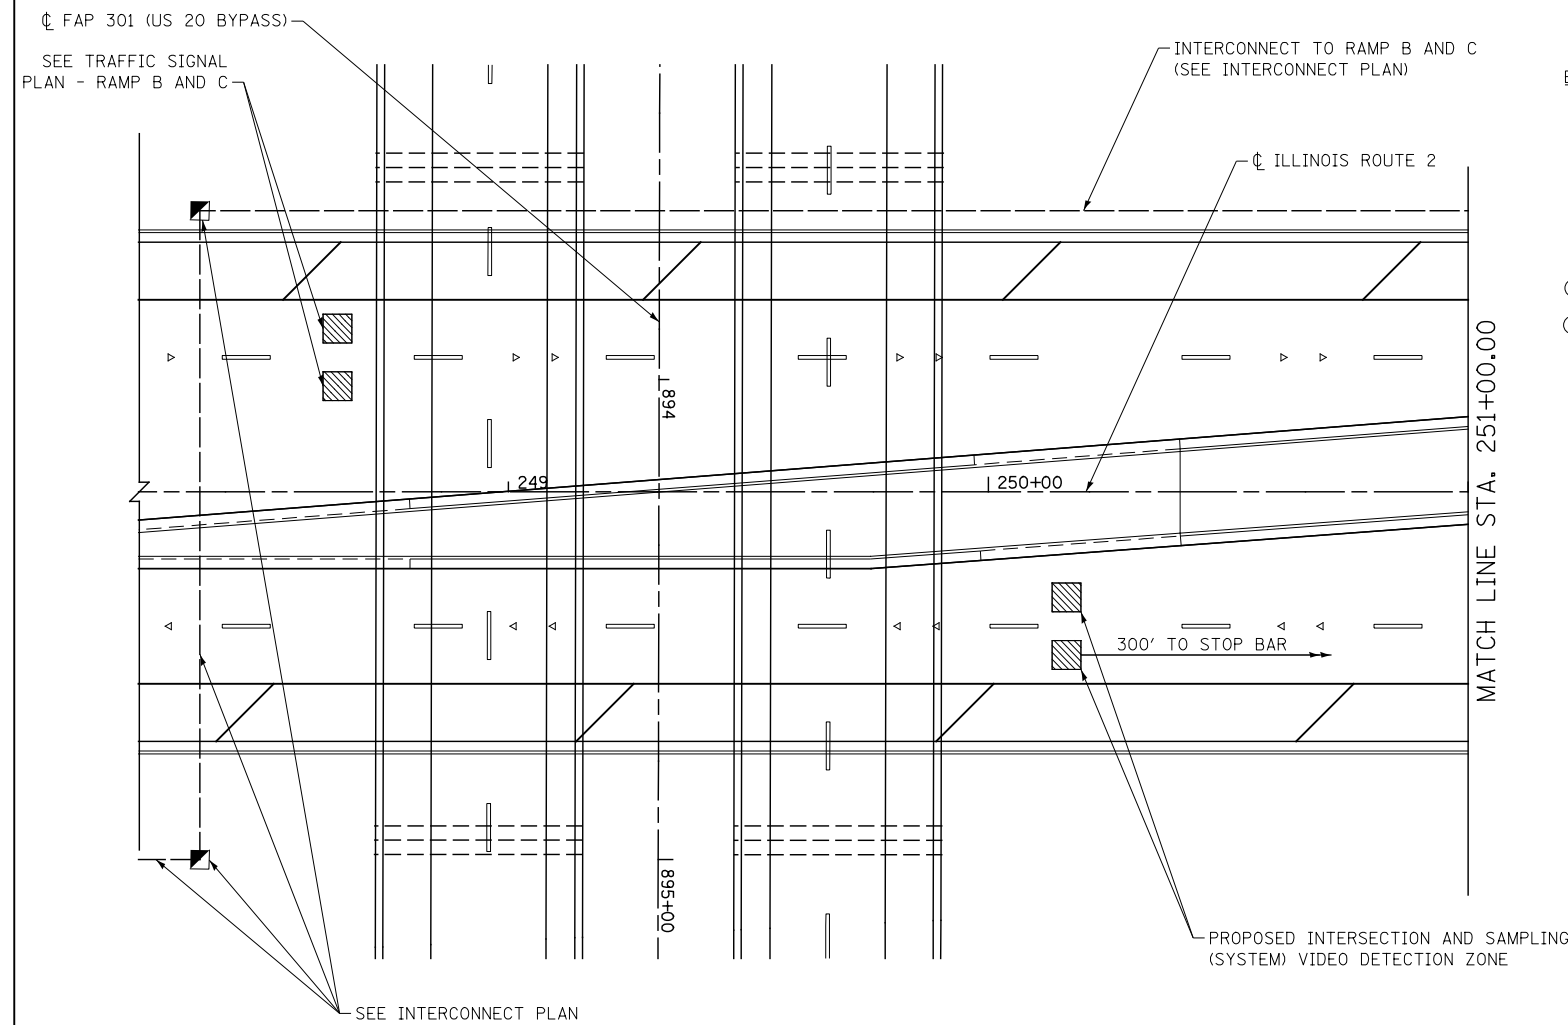 ℄ FAP 301 (US 20 BYPASS)
SEE TRAFFIC SIGNAL
PLAN - RAMP B AND C
INTERCONNECT TO RAMP B AND C
(SEE INTERCONNECT PLAN)
℄ ILLINOIS ROUTE 2
894
249
250+00
MATCH LINE STA. 251+00.00
300' TO STOP BAR
895+00
PROPOSED INTERSECTION AND SAMPLING
(SYSTEM) VIDEO DETECTION ZONE
SEE INTERCONNECT PLAN